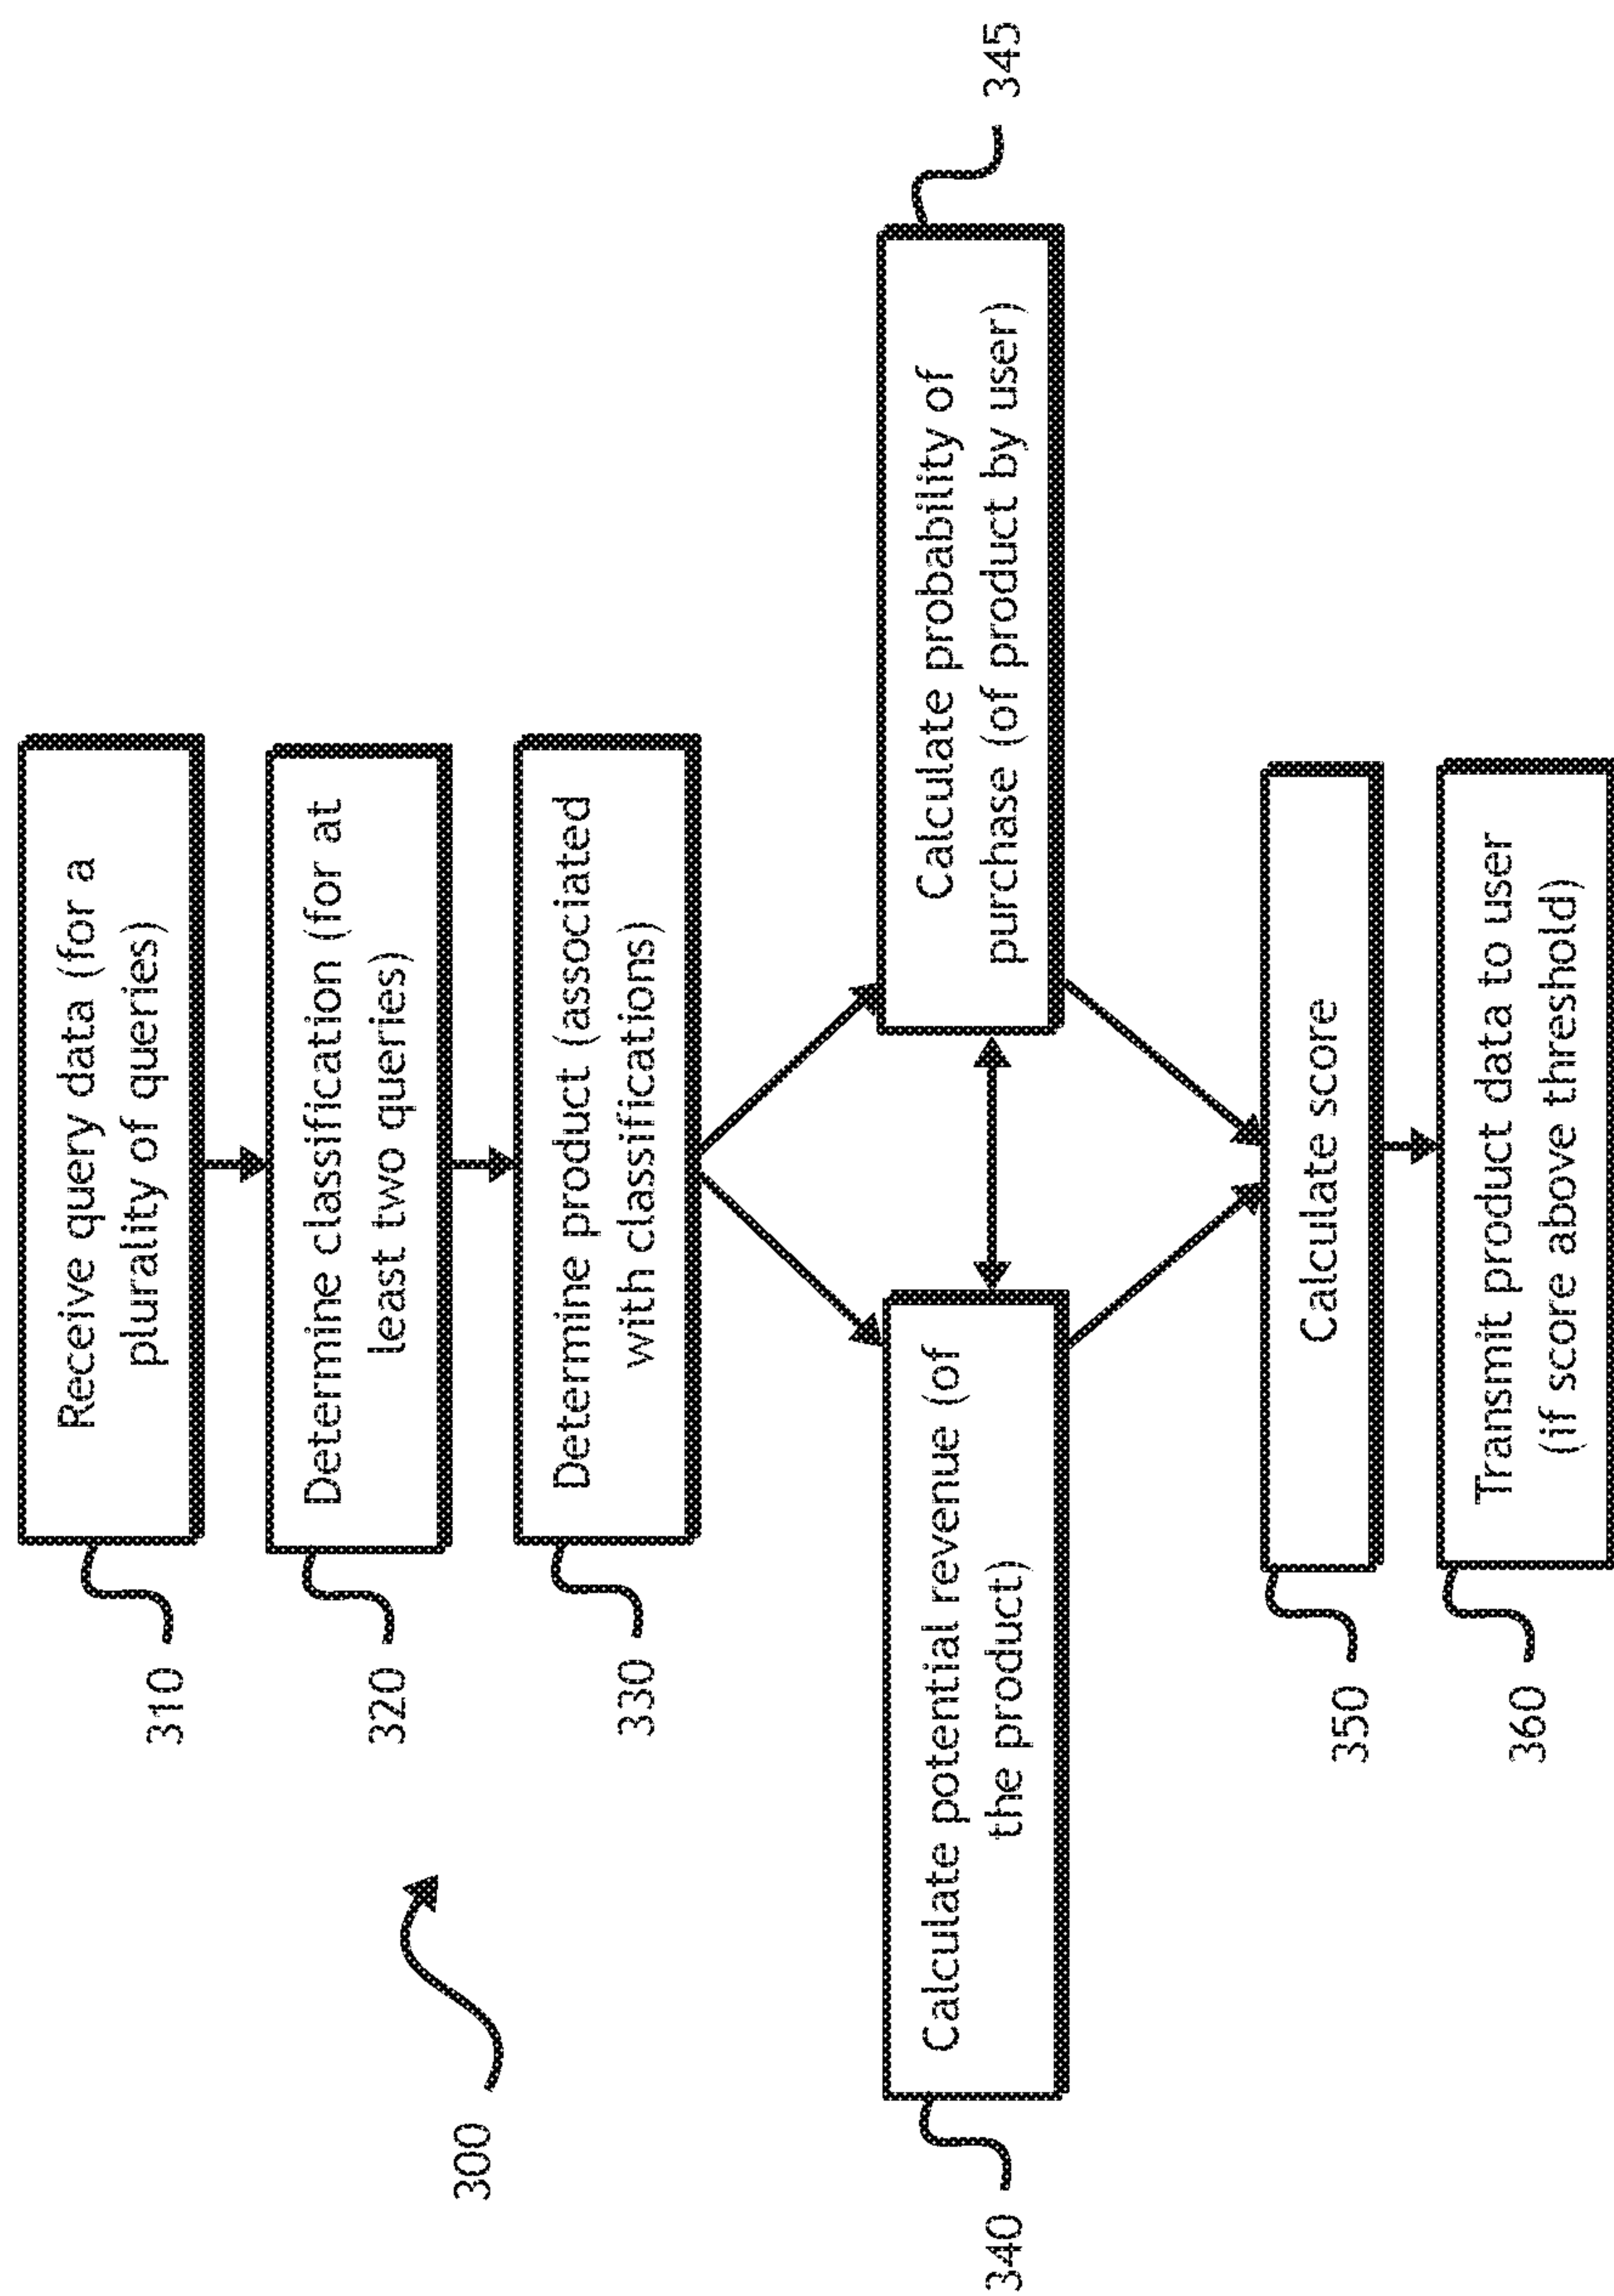 310
Receive query data (for a
plurality of queries)
320
Determine classification (for at
least two queries)
300
330
Determine product (associated
with classifications)
340
Calculate potential revenue (of
the product)
Calculate probability of
purchase (of product by user)
345
350
Calculate score
360
Transmit product data to user
(if score above threshold)